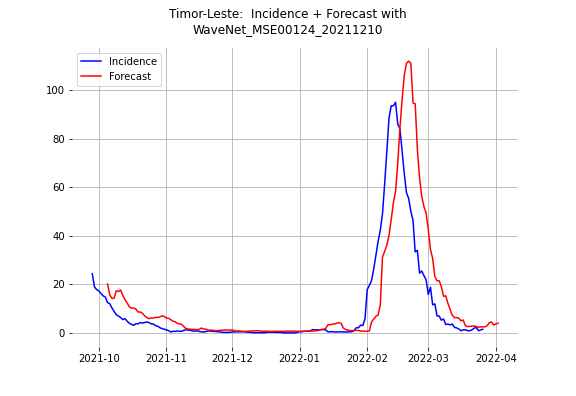 Timor-Leste:  Incidence + Forecast with
WaveNet_MSE00124_20211210
Incidence
Forecast
100
80
60
40
20
0
2021-10 2021-11 2021-12 2022-01 2022-02 2022-03 2022-04